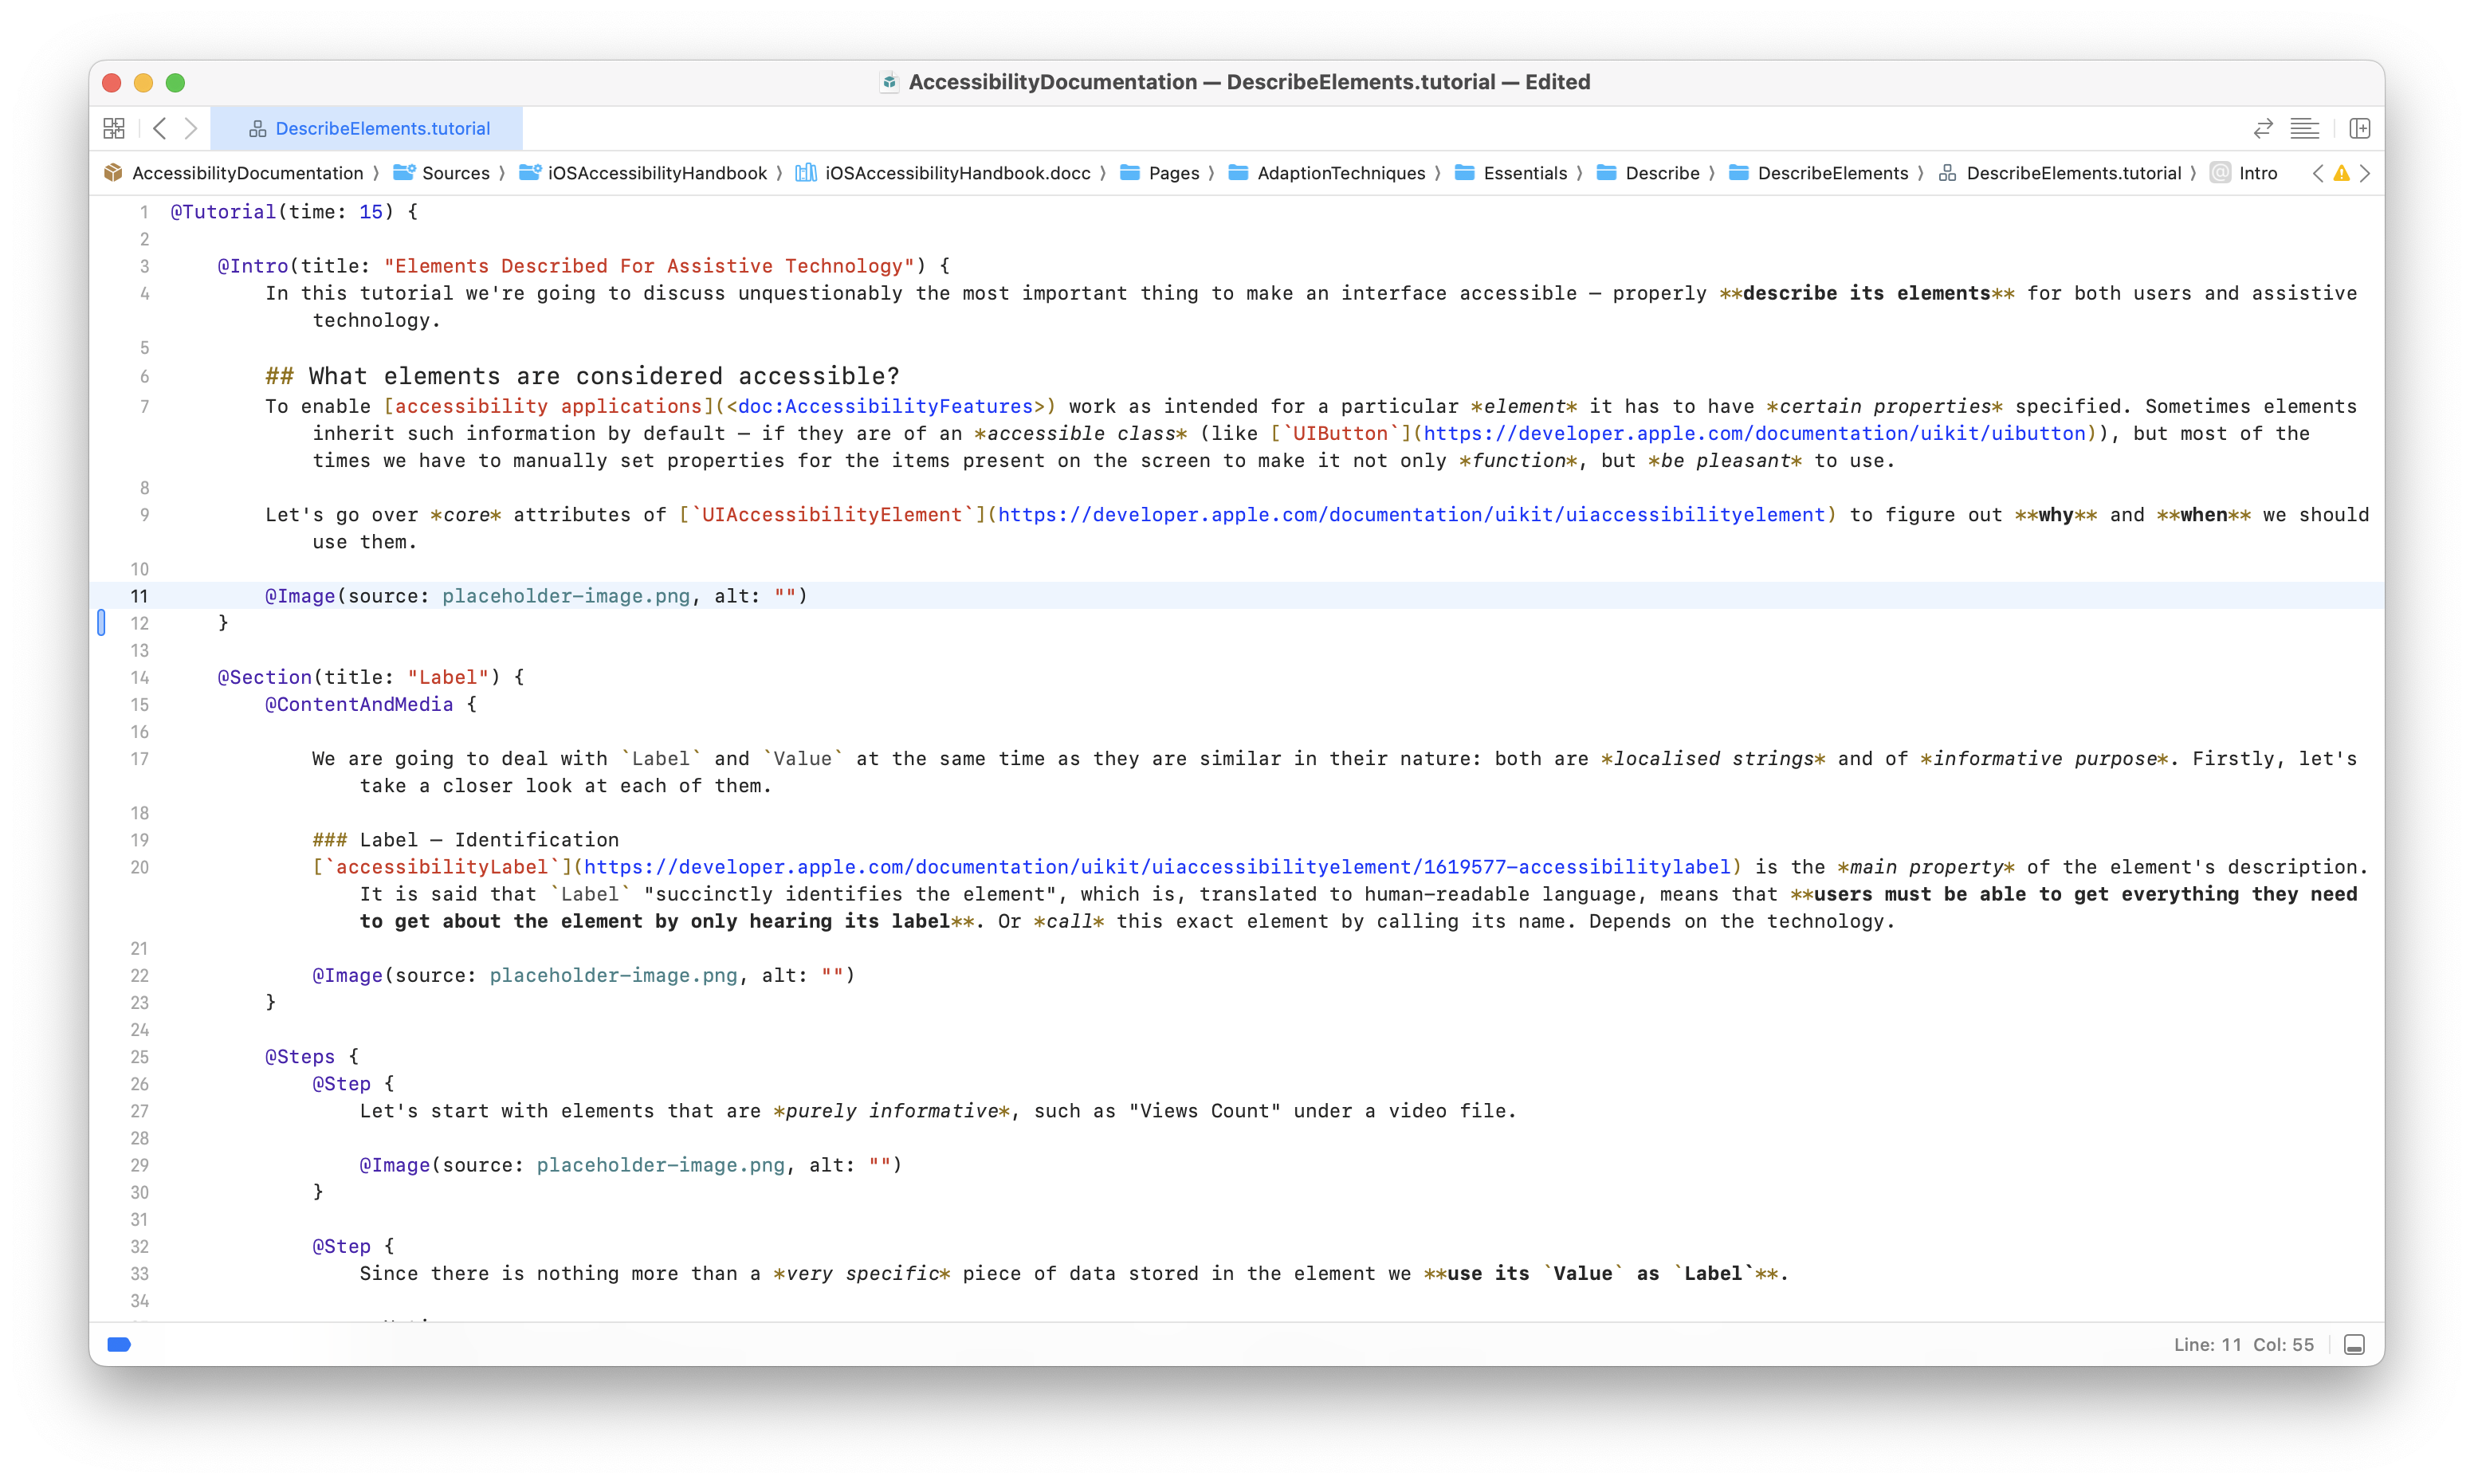 AccessibilityDocumentation — DescribeElements.tutorial — Edited
DescribeElements.tutorial
AccessibilityDocumentation 〉 Sources 〉 iOSAccessibilityHandbook 〉 iOSAccessibilityHandbook.docc 〉 Pages 〉 AdaptionTechniques 〉 Essentials 〉 Describe 〉 DescribeElements 〉 DescribeElements.tutorial 〉 @ Intro
1 @Tutorial(time: 15) {
2
3 @Intro(title: "Elements Described For Assistive Technology") {
4 In this tutorial we're going to discuss unquestionably the most important thing to make an interface accessible — properly **describe its elements** for both users and assistive
technology.
5
6 ## What elements are considered accessible?
7 To enable [accessibility applications](<doc:AccessibilityFeatures>) work as intended for a particular *element* it has to have *certain properties* specified. Sometimes elements
inherit such information by default — if they are of an *accessible class* (like [`UIButton`](https://developer.apple.com/documentation/uikit/uibutton)), but most of the
times we have to manually set properties for the items present on the screen to make it not only *function*, but *be pleasant* to use.
8
9 Let's go over *core* attributes of [`UIAccessibilityElement`](https://developer.apple.com/documentation/uikit/uiaccessibilityelement) to figure out **why** and **when** we should
use them.
10
11 @Image(source: placeholder-image.png, alt: "")
12 }
13
14 @Section(title: "Label") {
15 @ContentAndMedia {
16
17 We are going to deal with `Label` and `Value` at the same time as they are similar in their nature: both are *localised strings* and of *informative purpose*. Firstly, let's
take a closer look at each of them.
18
19 ### Label — Identification
20 [`accessibilityLabel`](https://developer.apple.com/documentation/uikit/uiaccessibilityelement/1619577-accessibilitylabel) is the *main property* of the element's description.
It is said that `Label` "succinctly identifies the element", which is, translated to human-readable language, means that **users must be able to get everything they need
to get about the element by only hearing its label**. Or *call* this exact element by calling its name. Depends on the technology.
21
22 @Image(source: placeholder-image.png, alt: "")
23 }
24
25 @Steps {
26 @Step {
27 Let's start with elements that are *purely informative*, such as "Views Count" under a video file.
28
29 @Image(source: placeholder-image.png, alt: "")
30 }
31
32 @Step {
33 Since there is nothing more than a *very specific* piece of data stored in the element we **use its `Value` as `Label`**.
34
Line: 11 Col: 55